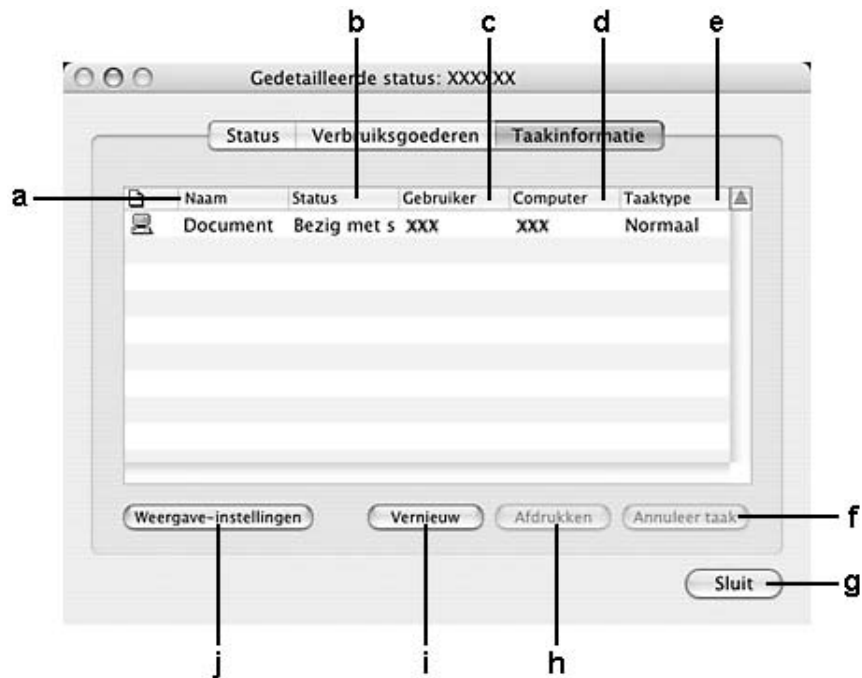 b c d e
Gedetailleerde status: XXXXXX
Status Verbruiksgoederen Taakinformatie
a
Naam Status Gebruiker Computer Taaktype
Document Bezig met s XXX XXX Normaal
Weergave-instellingen Vernieuw Afdrukken Annuleer taak
f
Sluit
g
j i h